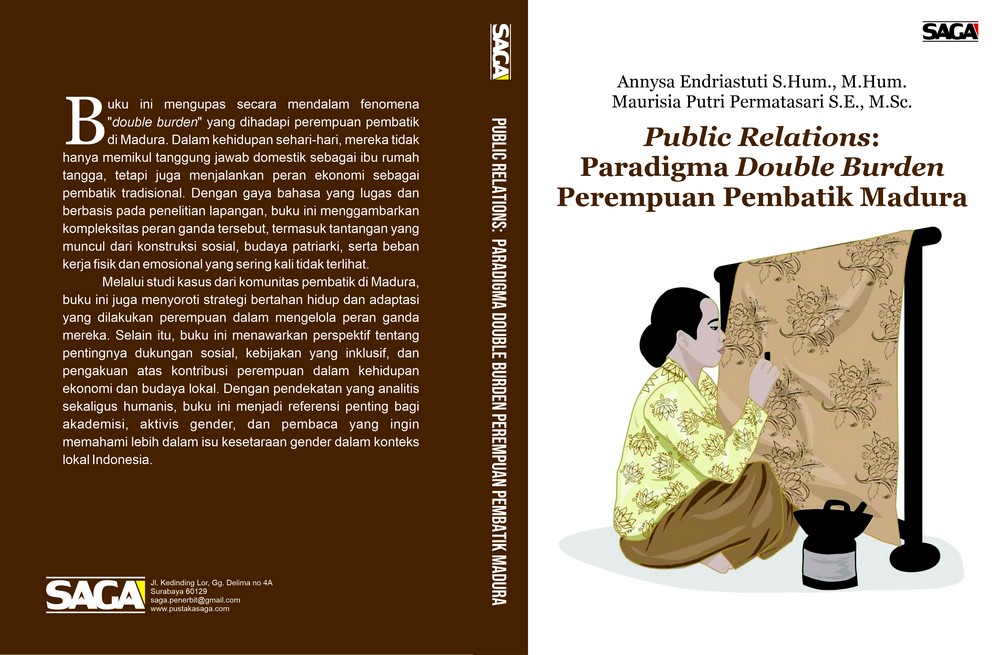 Buku ini mengupas secara mendalam fenomena
"double burden" yang dihadapi perempuan pembatik
di Madura. Dalam kehidupan sehari-hari, mereka tidak
hanya memikul tanggung jawab domestik sebagai ibu rumah
tangga, tetapi juga menjalankan peran ekonomi sebagai
pembatik tradisional. Dengan gaya bahasa yang lugas dan
berbasis pada penelitian lapangan, buku ini menggambarkan
kompleksitas peran ganda tersebut, termasuk tantangan yang
muncul dari konstruksi sosial, budaya patriarki, serta beban
kerja fisik dan emosional yang sering kali tidak terlihat.
Melalui studi kasus dari komunitas pembatik di Madura,
buku ini juga menyoroti strategi bertahan hidup dan adaptasi
yang dilakukan perempuan dalam mengelola peran ganda
mereka. Selain itu, buku ini menawarkan perspektif tentang
pentingnya dukungan sosial, kebijakan yang inklusif, dan
pengakuan atas kontribusi perempuan dalam kehidupan
ekonomi dan budaya lokal. Dengan pendekatan yang analitis
sekaligus humanis, buku ini menjadi referensi penting bagi
akademisi, aktivis gender, dan pembaca yang ingin
memahami lebih dalam isu kesetaraan gender dalam konteks
lokal Indonesia.
SAGA
Jl. Kedinding Lor, Gg. Delima no 4A
Surabaya 60129
saga.penerbit@gmail.com
www.pustakasaga.com
SAGA
PUBLIC RELATIONS: PARADIGMA DOUBLE BURDEN PEREMPUAN PEMBATIK MADURA
SAGA
Annysa Endriastuti S.Hum., M.Hum.
Maurisia Putri Permatasari S.E., M.Sc.
Public Relations:
Paradigma Double Burden
Perempuan Pembatik Madura